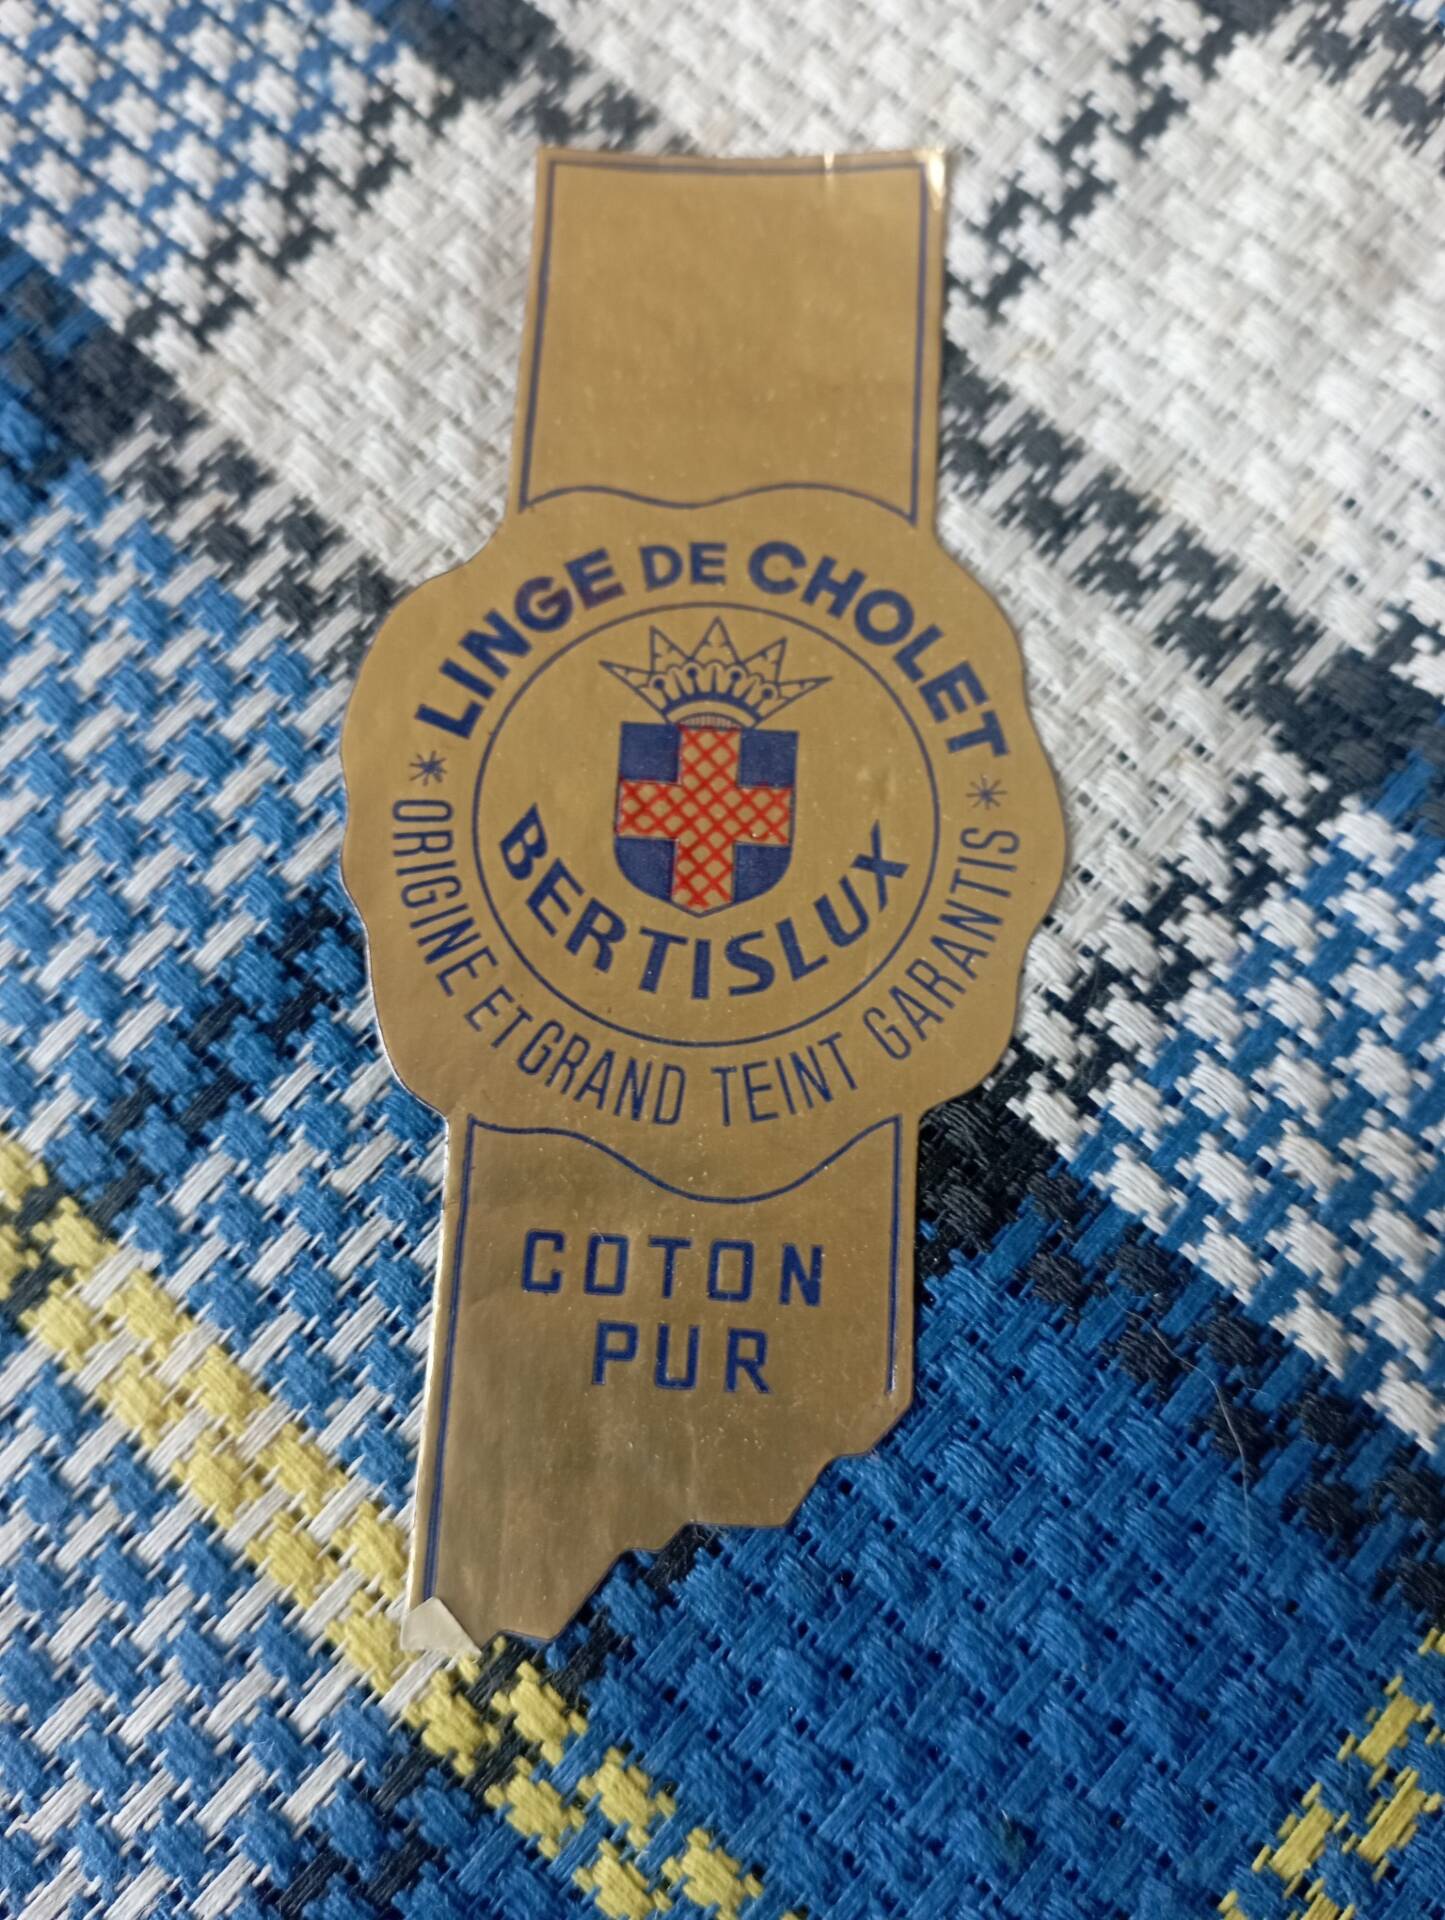 LINGE DE CHOLET
BERTISLUX
* ORIGINE ET GRAND TEINT GARANTIS *
COTON
PUR